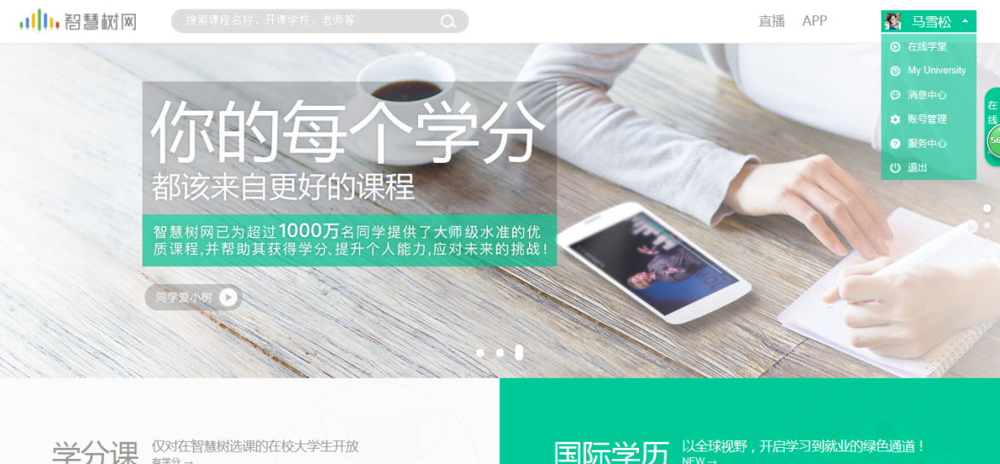 智慧树网
搜索课程名称、开课学校、老师等
直播 APP
马雪松
在线学堂
My University
消息中心
账号管理
服务中心
退出
在
线
56
你的每个学分
都该来自更好的课程
智慧树网已为超过1000万名同学提供了大师级水准的优
质课程,并帮助其获得学分、提升个人能力,应对未来的挑战!
同学爱小树
学分课
仅对在智慧树选课的在校大学生开放
有学分→
国际学历
以全球视野，开启学习到就业的绿色通道！
NEW→